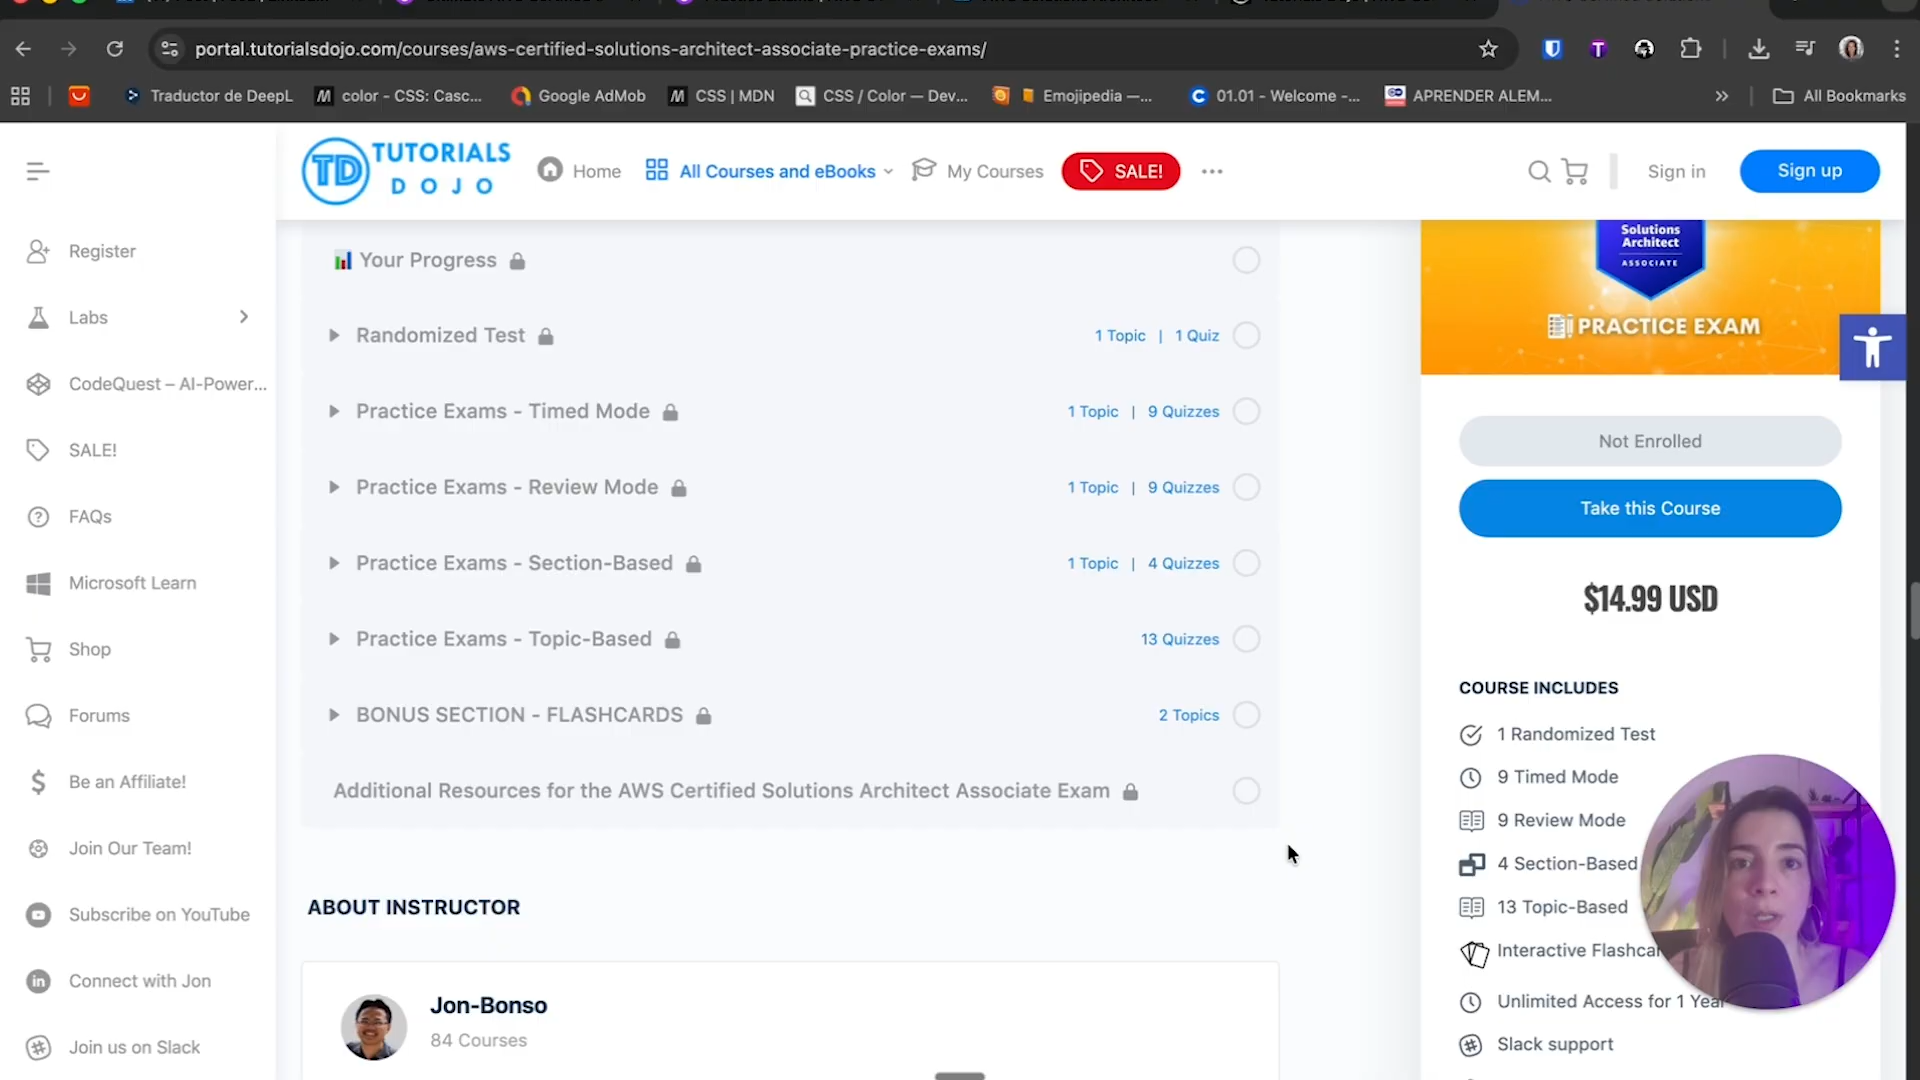 portal.tutorialsdojo.com/courses/aws-certified-solutions-architect-associate-practice-exams/
Traductor de DeepL
color - CSS: Casc...
Google AdMob
CSS | MDN
CSS / Color — Dev...
Emojipedia —...
01.01 - Welcome -...
APRENDER ALEM...
All Bookmarks
TD TUTORIALS DOJO
Home
All Courses and eBooks
My Courses
SALE!
Sign in
Sign up
Register
Labs
CodeQuest – AI-Power...
SALE!
FAQs
Microsoft Learn
Shop
Forums
Be an Affiliate!
Join Our Team!
Subscribe on YouTube
Connect with Jon
Join us on Slack
Your Progress
Randomized Test 1 Topic | 1 Quiz
Practice Exams - Timed Mode 1 Topic | 9 Quizzes
Practice Exams - Review Mode 1 Topic | 9 Quizzes
Practice Exams - Section-Based 1 Topic | 4 Quizzes
Practice Exams - Topic-Based 13 Quizzes
BONUS SECTION - FLASHCARDS 2 Topics
Additional Resources for the AWS Certified Solutions Architect Associate Exam
ABOUT INSTRUCTOR
Jon-Bonso
84 Courses
Solutions
Architect
ASSOCIATE
PRACTICE EXAM
Not Enrolled
Take this Course
$14.99 USD
COURSE INCLUDES
1 Randomized Test
9 Timed Mode
9 Review Mode
4 Section-Based
13 Topic-Based
Interactive
Unlimited Access for 1 Year
Slack support